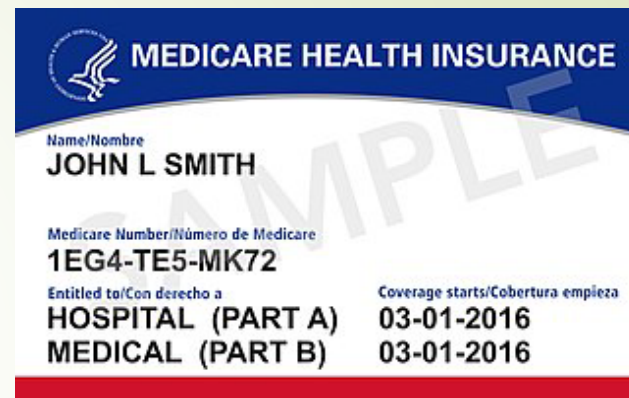 MEDICARE HEALTH INSURANCE
Name/Nombre
JOHN L SMITH
Medicare Number/Número de Medicare
1EG4-TE5-MK72
Entitled to/Con derecho a Coverage starts/Cobertura empieza
HOSPITAL (PART A) 03-01-2016
MEDICAL (PART B) 03-01-2016
SAMPLE